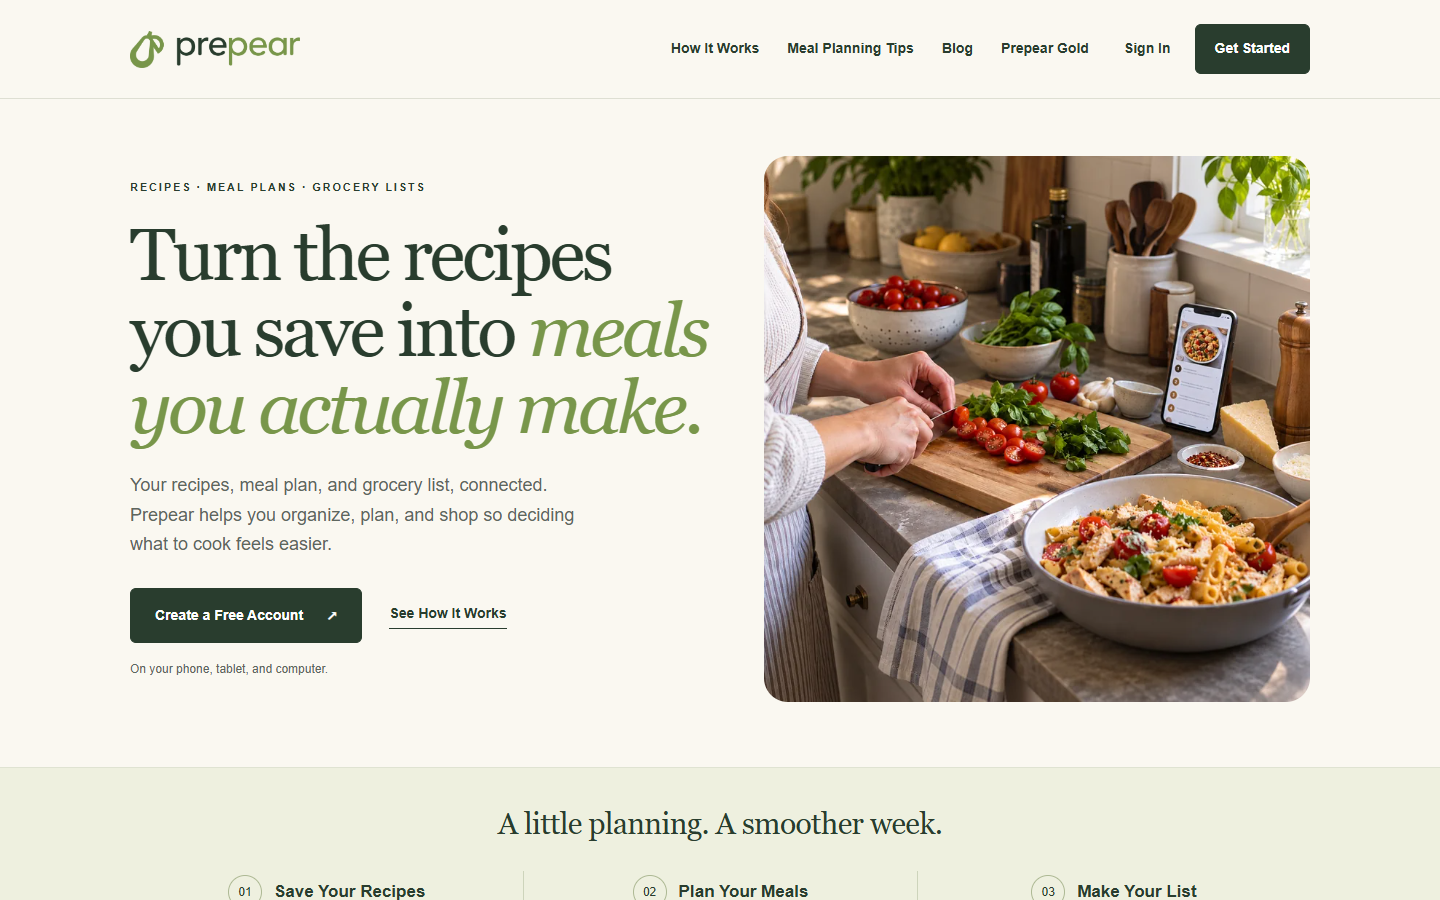 prepear
How It Works
Meal Planning Tips
Blog
Prepear Gold
Sign In
Get Started
RECIPES · MEAL PLANS · GROCERY LISTS
Turn the recipes
you save into meals
you actually make.
Your recipes, meal plan, and grocery list, connected.
Prepear helps you organize, plan, and shop so deciding
what to cook feels easier.
Create a Free Account ↗
See How It Works
On your phone, tablet, and computer.
A little planning. A smoother week.
01 Save Your Recipes
02 Plan Your Meals
03 Make Your List